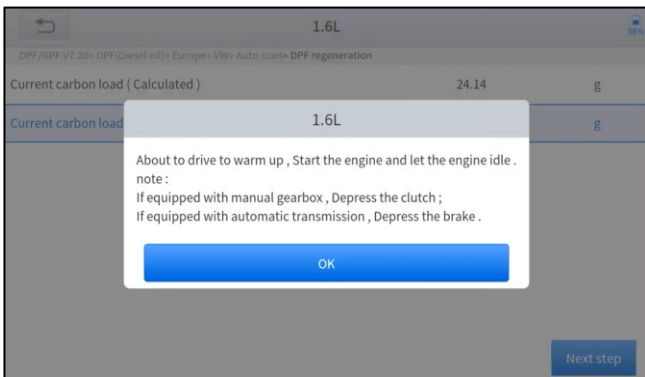 1.6L
58%
DPF/GPF V7.20> DPF(Diesel oil)> Europe> VW> Auto scan> DPF regeneration
Current carbon load ( Calculated ) 24.14 g
Current carbon load g
1.6L
About to drive to warm up , Start the engine and let the engine idle .
note :
If equipped with manual gearbox , Depress the clutch ;
If equipped with automatic transmission , Depress the brake .
OK
Next step